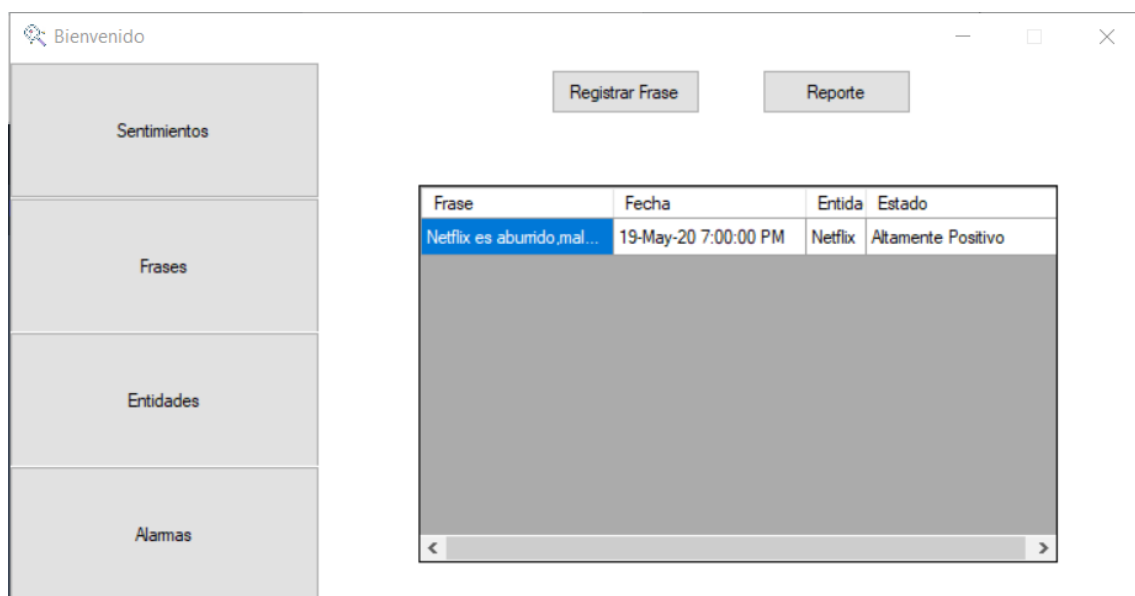 Bienvenido
Registrar Frase Reporte
Sentimientos
Frases
Entidades
Alarmas
Frase Fecha Entida Estado
Netflix es aburrido,mal... 19-May-20 7:00:00 PM Netflix Altamente Positivo